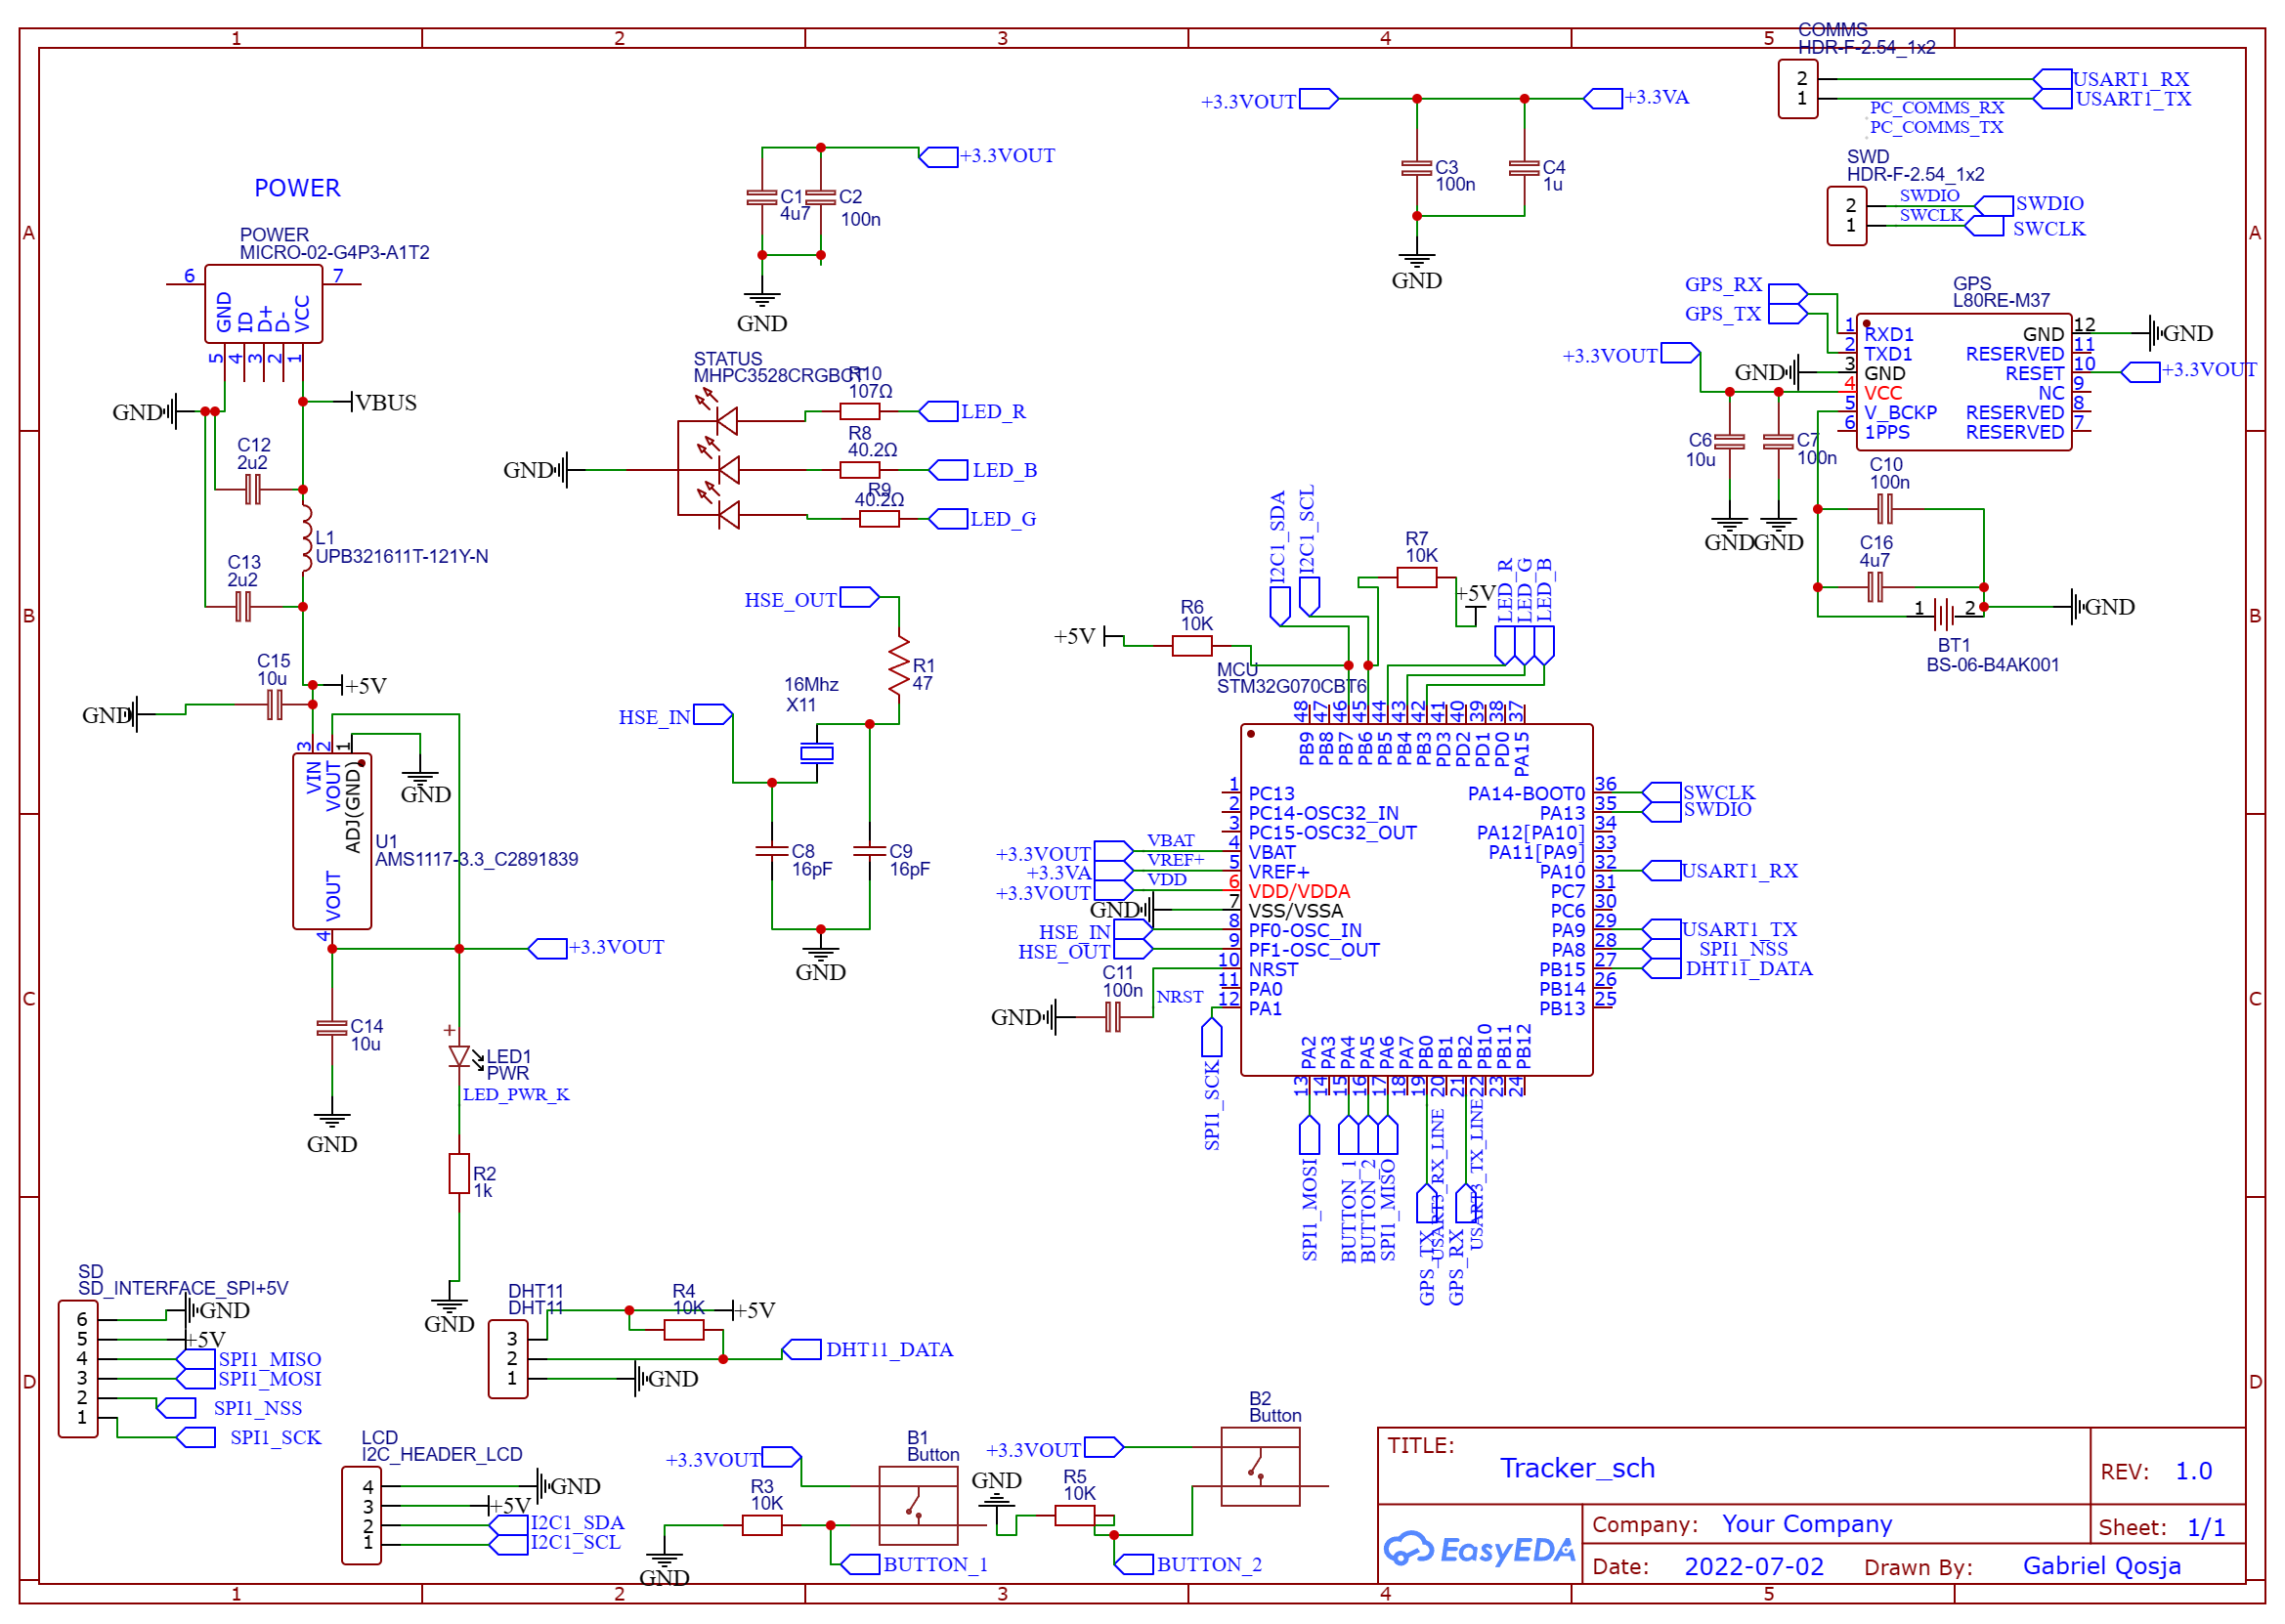 1 2 3 4 5
A
B
C
D
A
B
C
D
1 2 3 4 5
POWER
POWER
MICRO-02-G4P3-A1T2
6
7
GND
ID
D+
D-
VCC
5
4
3
2
1
GND
VBUS
C12
2u2
L1
UPB321611T-121Y-N
C13
2u2
C15
10u
+5V
GND
3
2
1
VIN
VOUT
ADJ(GND)
VOUT
4
GND
U1
AMS1117-3.3_C2891839
+3.3VOUT
C14
10u
GND
+
LED1
PWR
LED_PWR_K
R2
1k
GND
+3.3VOUT
C1
4u7
C2
100n
GND
STATUS
MHPC3528CRGBCT
R10
107Ω
LED_R
R8
40.2Ω
LED_B
R9
40.2Ω
LED_G
GND
HSE_OUT
R1
47
16Mhz
X11
HSE_IN
C8
16pF
C9
16pF
GND
+3.3VOUT
+3.3VA
C3
100n
C4
1u
GND
COMMS
HDR-F-2.54_1x2
2
1
USART1_RX
USART1_TX
PC_COMMS_RX
PC_COMMS_TX
SWD
HDR-F-2.54_1x2
2
1
SWDIO
SWCLK
SWDIO
SWCLK
GPS
L80RE-M37
GPS_RX
GPS_TX
+3.3VOUT
GND
1 RXD1
2 TXD1
3 GND
4 VCC
5 V_BCKP
6 1PPS
GND 12
RESERVED 11
RESET 10
NC 9
RESERVED 8
RESERVED 7
GND
+3.3VOUT
C6
10u
C7
100n
GND
GND
C10
100n
C16
4u7
1
2
BT1
BS-06-B4AK001
GND
I2C1_SDA
I2C1_SCL
R7
10K
+5V
R6
10K
+5V
LED_R
LED_G
LED_B
MCU
STM32G070CBT6
48 PB9
47 PB8
46 PB7
45 PB6
44 PB5
43 PB4
42 PB3
41 PD3
40 PD2
39 PD1
38 PD0
37 PA15
1 PC13
2 PC14-OSC32_IN
3 PC15-OSC32_OUT
4 VBAT
5 VREF+
6 VDD/VDDA
7 VSS/VSSA
8 PF0-OSC_IN
9 PF1-OSC_OUT
10 NRST
11 PA0
12 PA1
+3.3VOUT
VBAT
+3.3VA
VREF+
+3.3VOUT
VDD
GND
HSE_IN
HSE_OUT
C11
100n
NRST
GND
SPI1_SCK
PA14-BOOT0 36
PA13 35
PA12[PA10] 34
PA11[PA9] 33
PA10 32
PC7 31
PC6 30
PA9 29
PA8 28
PB15 27
PB14 26
PB13 25
SWCLK
SWDIO
USART1_RX
USART1_TX
SPI1_NSS
DHT11_DATA
13 PA2
14 PA3
15 PA4
16 PA5
17 PA6
18 PA7
19 PB0
20 PB1
21 PB2
22 PB10
23 PB11
24 PB12
SPI1_MOSI
BUTTON_1
BUTTON_2
SPI1_MISO
GPS_TX
USART3_RX_LINE
GPS_RX
USART3_TX_LINE
SD
SD_INTERFACE_SPI+5V
6
5
4
3
2
1
GND
+5V
SPI1_MISO
SPI1_MOSI
SPI1_NSS
SPI1_SCK
DHT11
DHT11
3
2
1
R4
10K
+5V
DHT11_DATA
GND
LCD
I2C_HEADER_LCD
4
3
2
1
GND
+5V
I2C1_SDA
I2C1_SCL
+3.3VOUT
B1
Button
R3
10K
GND
BUTTON_1
+3.3VOUT
B2
Button
GND
R5
10K
BUTTON_2
TITLE:
Tracker_sch
REV: 1.0
EasyEDA
Company: Your Company
Sheet: 1/1
Date: 2022-07-02 Drawn By: Gabriel Qosja